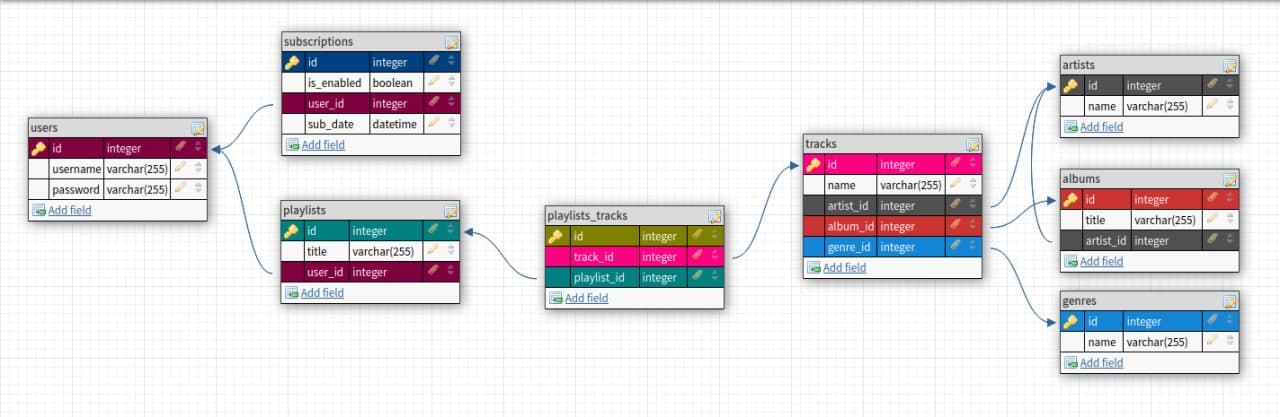 subscriptions
id integer
is_enabled boolean
user_id integer
sub_date datetime
Add field
users
id integer
username varchar(255)
password varchar(255)
Add field
playlists
id integer
title varchar(255)
user_id integer
Add field
playlists_tracks
id integer
track_id integer
playlist_id integer
Add field
tracks
id integer
name varchar(255)
artist_id integer
album_id integer
genre_id integer
Add field
artists
id integer
name varchar(255)
Add field
albums
id integer
title varchar(255)
artist_id integer
Add field
genres
id integer
name varchar(255)
Add field